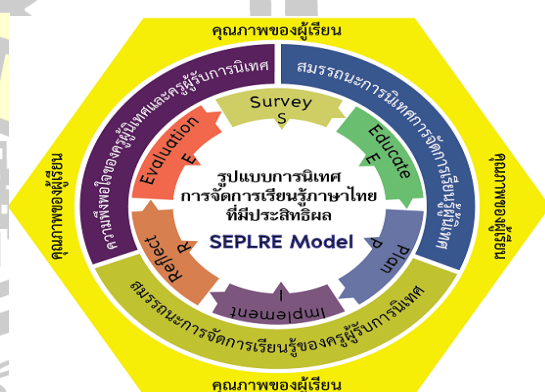 คุณภาพของผู้เรียน
ความพึงพอใจของครูผู้นิเทศและครูผู้รับการนิเทศ
สมรรถนะการนิเทศการจัดการเรียนรู้ผู้นิเทศ
Survey
S
Educate
E
Plan
P
Implement
I
Reflect
R
Evaluation
E
รูปแบบการนิเทศ
การจัดการเรียนรู้ภาษาไทย
ที่มีประสิทธิผล
SEPLRE Model
คุณภาพของผู้เรียน
คุณภาพของผู้เรียน
สมรรถนะการจัดการเรียนรู้ของครูผู้รับการนิเทศ
คุณภาพของผู้เรียน